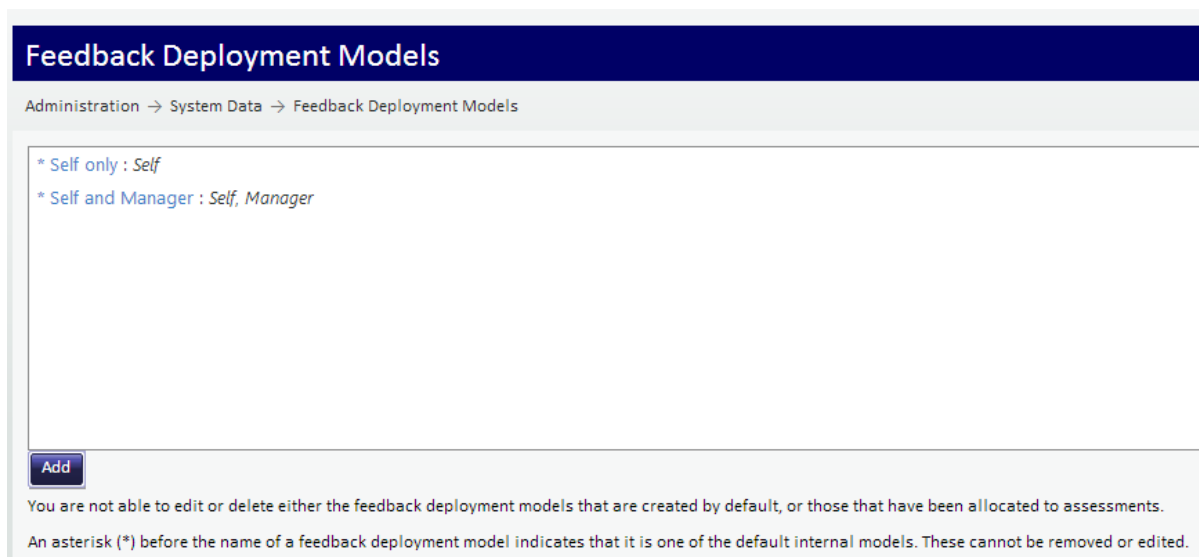 Feedback Deployment Models
Administration → System Data → Feedback Deployment Models
* Self only : Self
* Self and Manager : Self, Manager
Add
You are not able to edit or delete either the feedback deployment models that are created by default, or those that have been allocated to assessments.
An asterisk (*) before the name of a feedback deployment model indicates that it is one of the default internal models. These cannot be removed or edited.